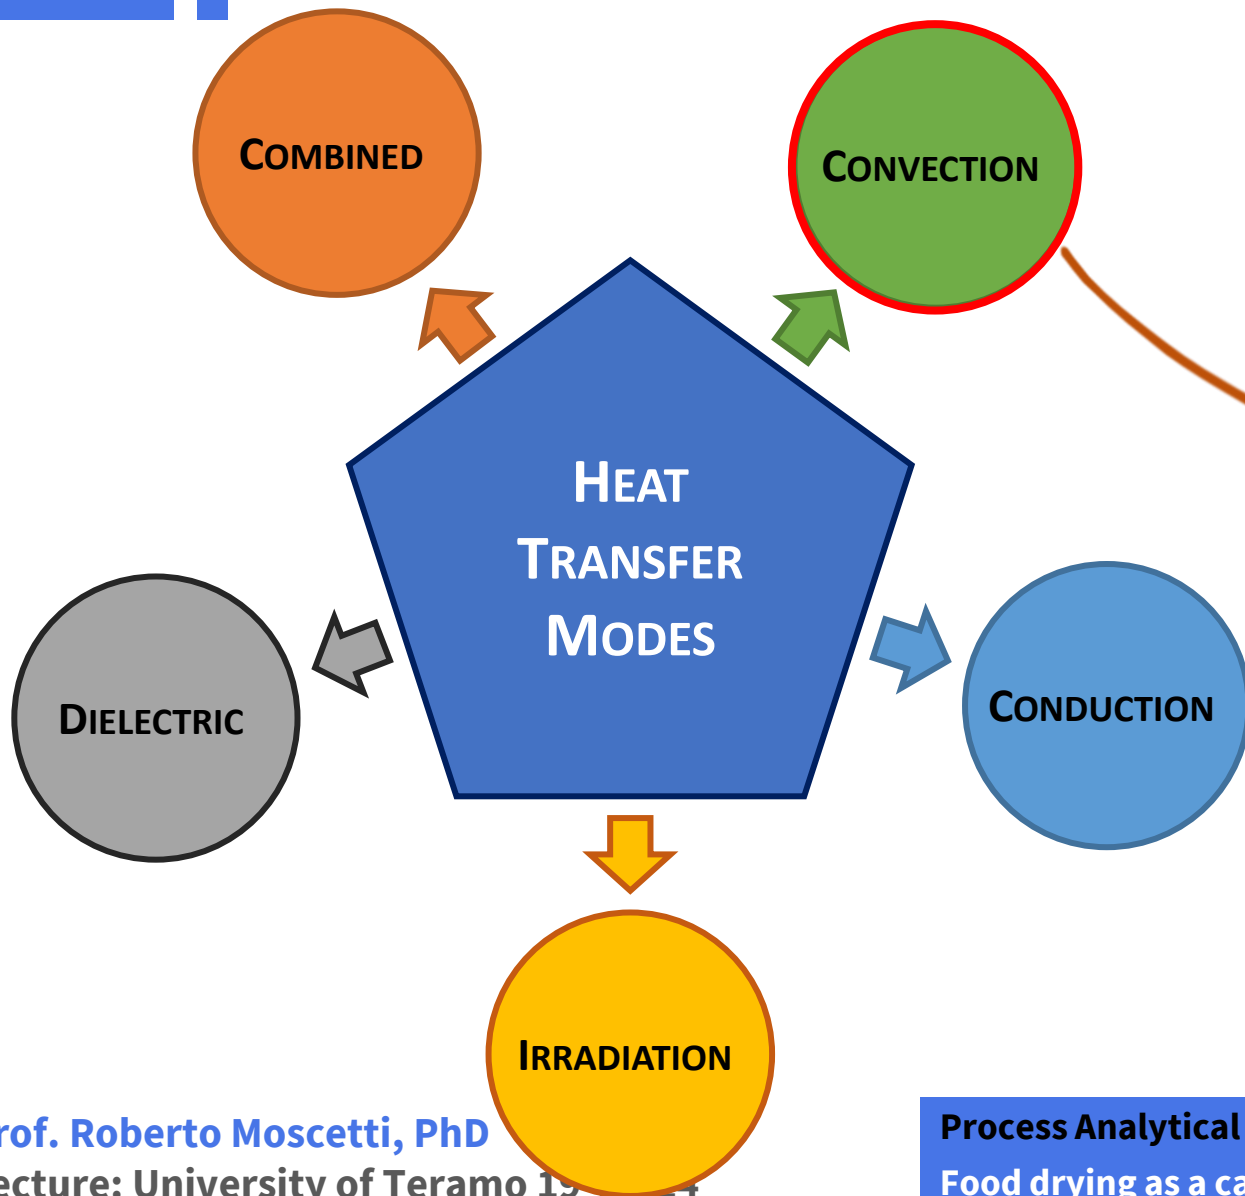 COMBINED
CONVECTION
HEAT
TRANSFER
MODES
DIELECTRIC
CONDUCTION
IRRADIATION
rof. Roberto Moscetti, PhD
ecture: University of Teramo
Process Analytical
Food drying as a ca